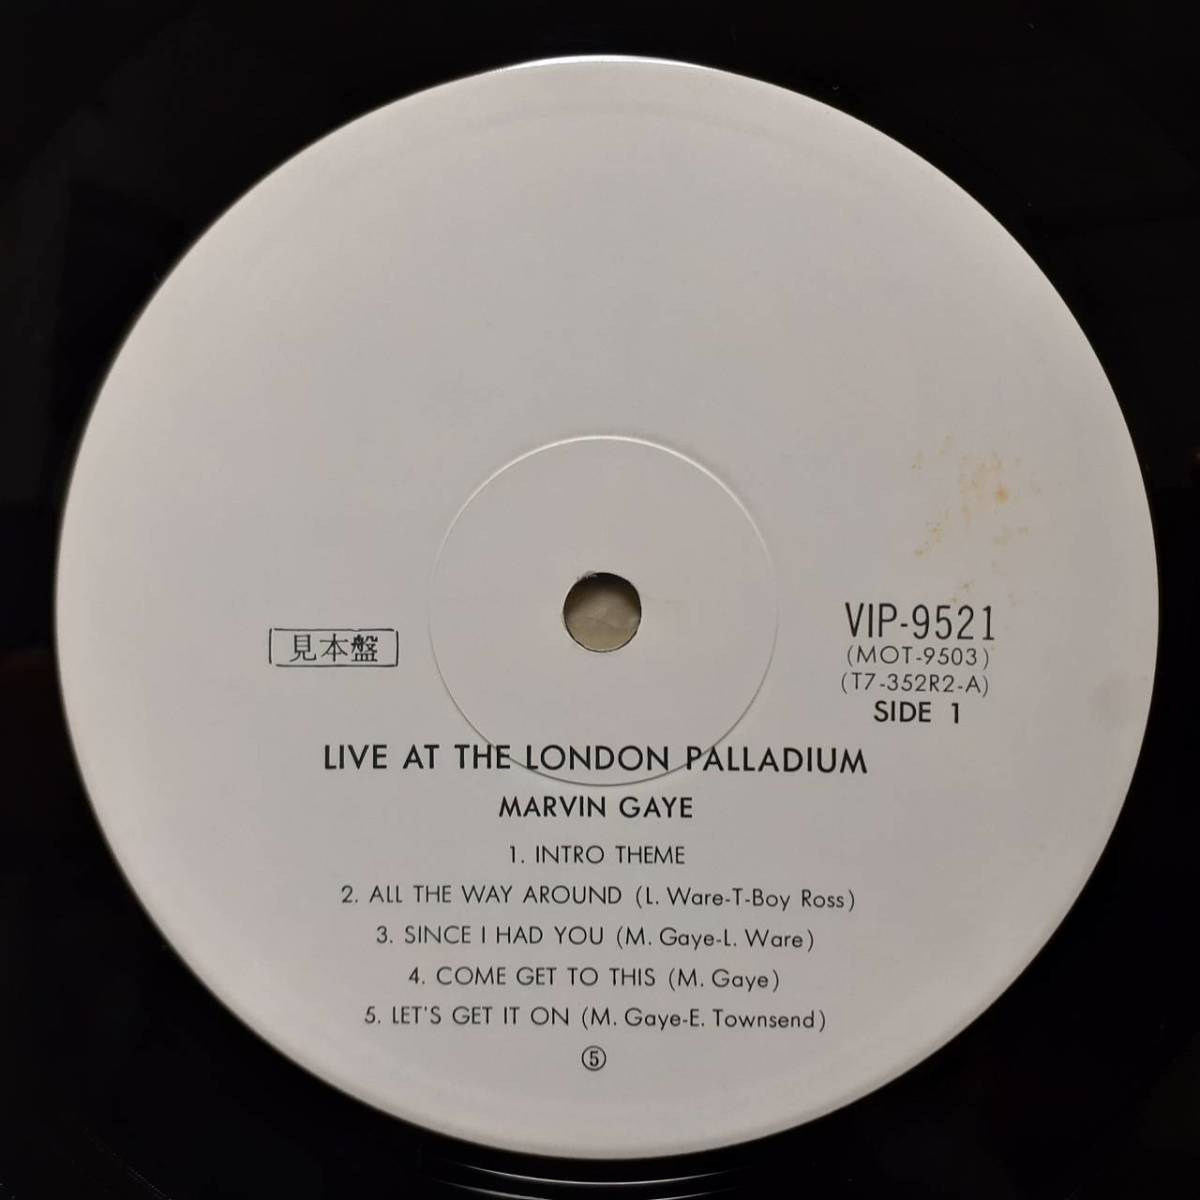 見本盤
VIP-9521
(MOT-9503)
(T7-352R2-A)
SIDE 1
LIVE AT THE LONDON PALLADIUM
MARVIN GAYE
1. INTRO THEME
2. ALL THE WAY AROUND (L. Ware-T-Boy Ross)
3. SINCE I HAD YOU (M. Gaye-L. Ware)
4. COME GET TO THIS (M. Gaye)
5. LET'S GET IT ON (M. Gaye-E. Townsend)
⑤